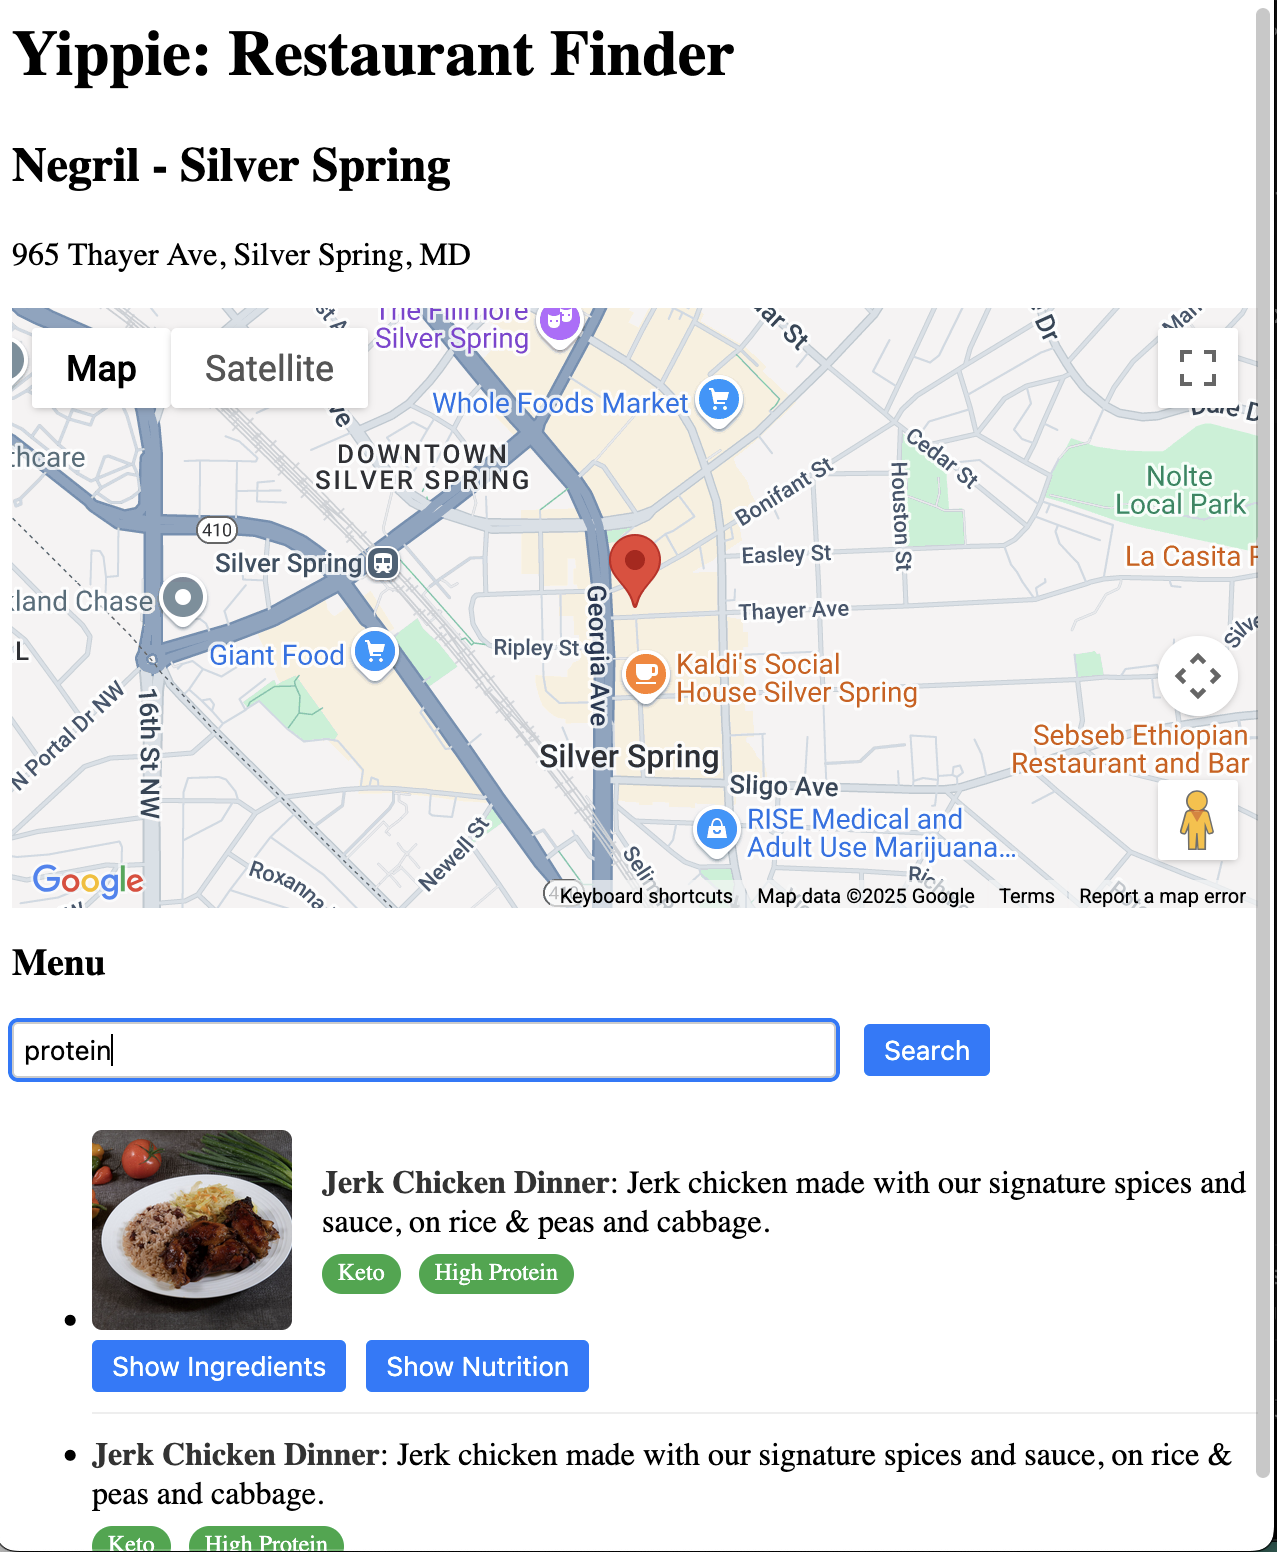 Yippie: Restaurant Finder
Negril - Silver Spring
965 Thayer Ave, Silver Spring, MD
The Fillmore
Silver Spring
Map
Satellite
Whole Foods Market
DOWNTOWN
SILVER SPRING
Cedar St
Bonifant St
Houston St
Nolte
Local Park
410
Silver Spring
Easley St
La Casita
Thayer Ave
Georgia Ave
Giant Food
Ripley St
Kaldi's Social
House Silver Spring
N Portal Dr NW
16th St NW
Silver Spring
Sebseb Ethiopian
Restaurant and Bar
Sligo Ave
RISE Medical and
Adult Use Marijuana...
Newell St
Roxanna
Google
Keyboard shortcuts
Map data ©2025 Google
Terms
Report a map error
Menu
protein
Search
Jerk Chicken Dinner: Jerk chicken made with our signature spices and
sauce, on rice & peas and cabbage.
Keto
High Protein
Show Ingredients
Show Nutrition
Jerk Chicken Dinner: Jerk chicken made with our signature spices and sauce, on rice &
peas and cabbage.
Keto
High Protein